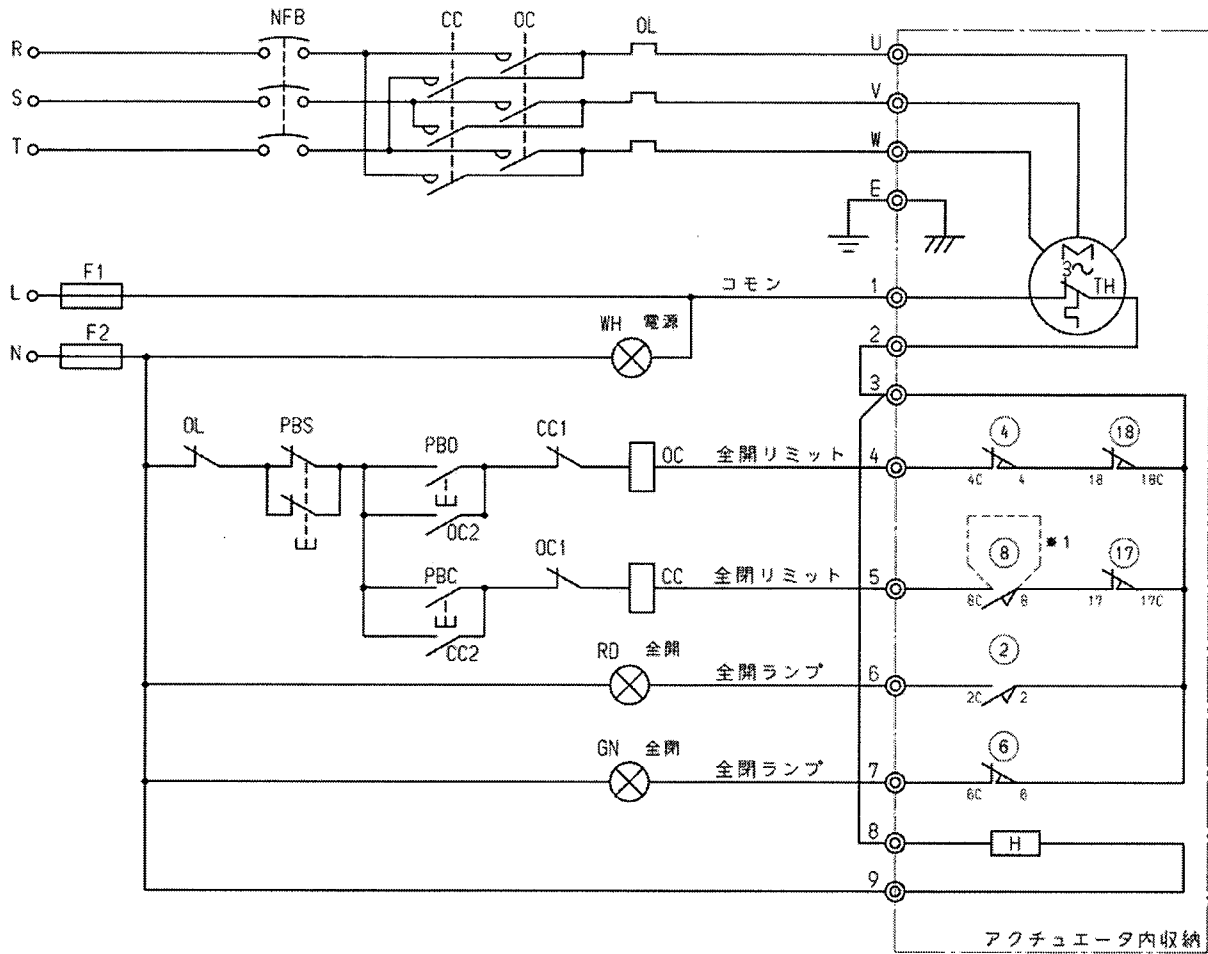 NFB CC OC OL
R U
S V
T W
E
M
3~
TH
L F1 コモン 1
N F2 WH 電源 2
3
OL PBS PBO CC1 OC 全開リミット 4 ④ ⑱
4C 4 18 18C
OC2
⑧ *1 ⑰
PBC OC1 CC 全閉リミット 5
8C 8 17 17C
CC2
RD 全開 全開ランプ 6 ②
2C 2
GN 全閉 全閉ランプ 7 ⑥
6C 6
8 H
9
アクチュエータ内収納